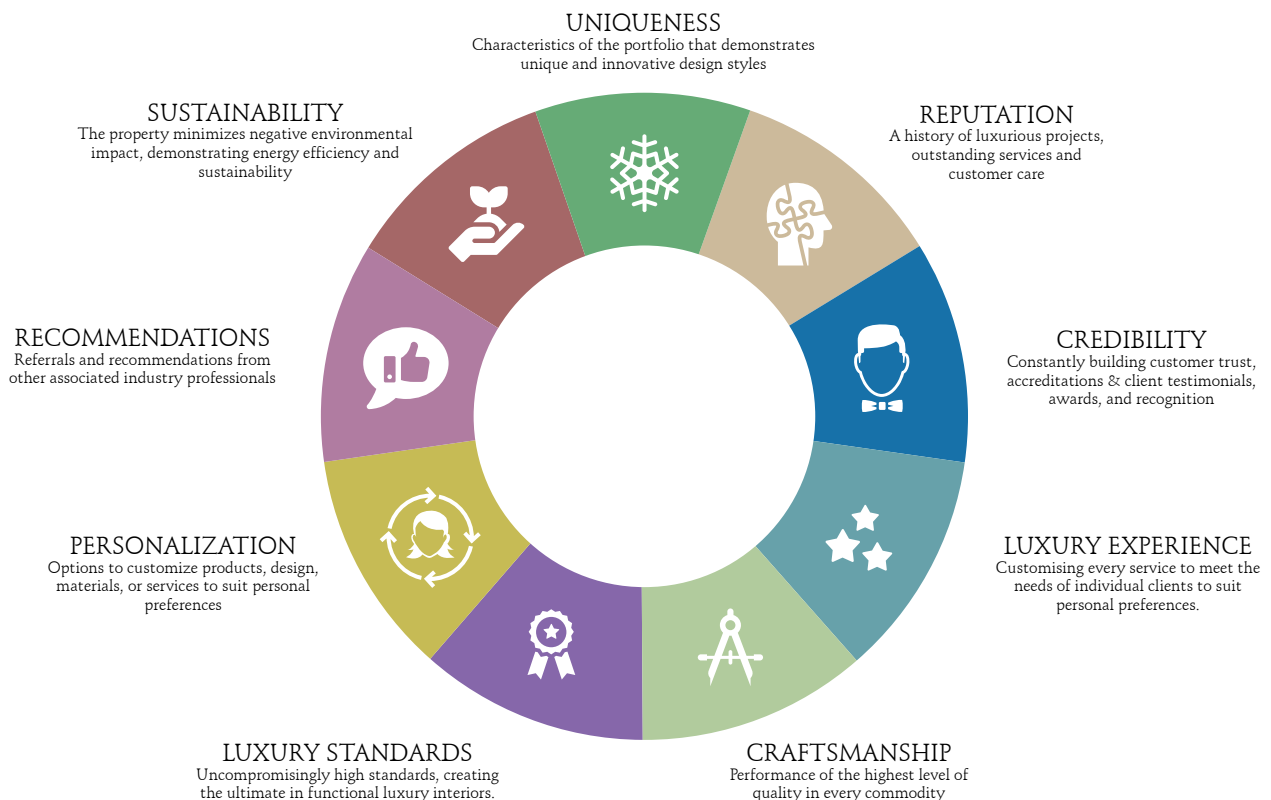 UNIQUENESS
Characteristics of the portfolio that demonstrates
unique and innovative design styles
SUSTAINABILITY
The property minimizes negative environmental
impact, demonstrating energy efficiency and
sustainability
REPUTATION
A history of luxurious projects,
outstanding services and
customer care
RECOMMENDATIONS
Referrals and recommendations from
other associated industry professionals
CREDIBILITY
Constantly building customer trust,
accreditations & client testimonials,
awards, and recognition
PERSONALIZATION
Options to customize products, design,
materials, or services to suit personal
preferences
LUXURY EXPERIENCE
Customising every service to meet the
needs of individual clients to suit
personal preferences.
LUXURY STANDARDS
Uncompromisingly high standards, creating
the ultimate in functional luxury interiors.
CRAFTSMANSHIP
Performance of the highest level of
quality in every commodity